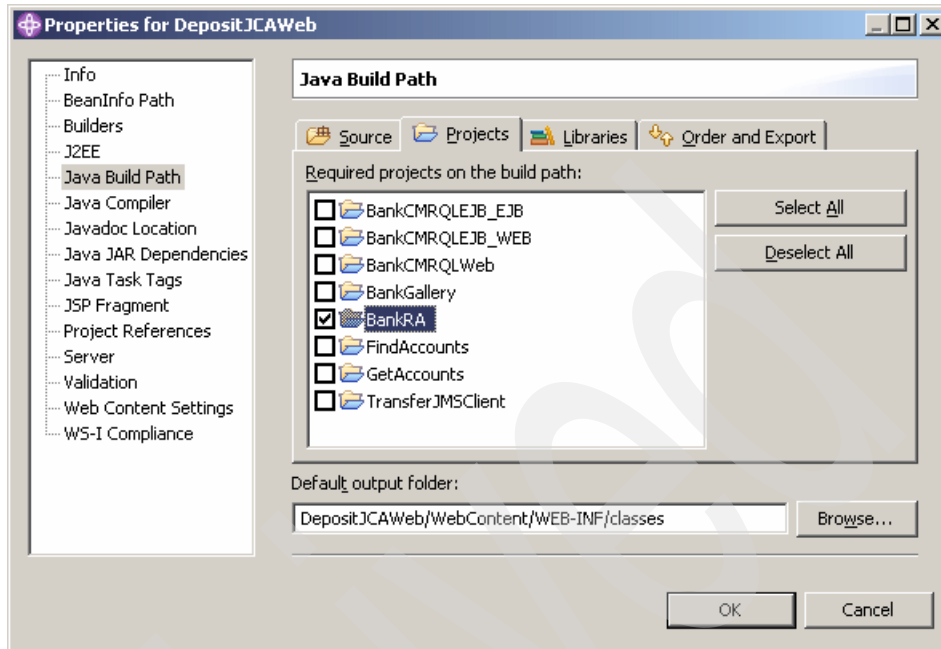 Properties for DepositJCAWeb
Info
BeanInfo Path
Builders
J2EE
Java Build Path
Java Compiler
Javadoc Location
Java JAR Dependencies
Java Task Tags
JSP Fragment
Project References
Server
Validation
Web Content Settings
WS-I Compliance
Java Build Path
Source Projects Libraries Order and Export
Required projects on the build path:
BankCMRQLEJB_EJB
BankCMRQLEJB_WEB
BankCMRQLWeb
BankGallery
BankRA
FindAccounts
GetAccounts
TransferJMSClient
Select All
Deselect All
Default output folder:
DepositJCAWeb/WebContent/WEB-INF/classes Browse...
OK Cancel